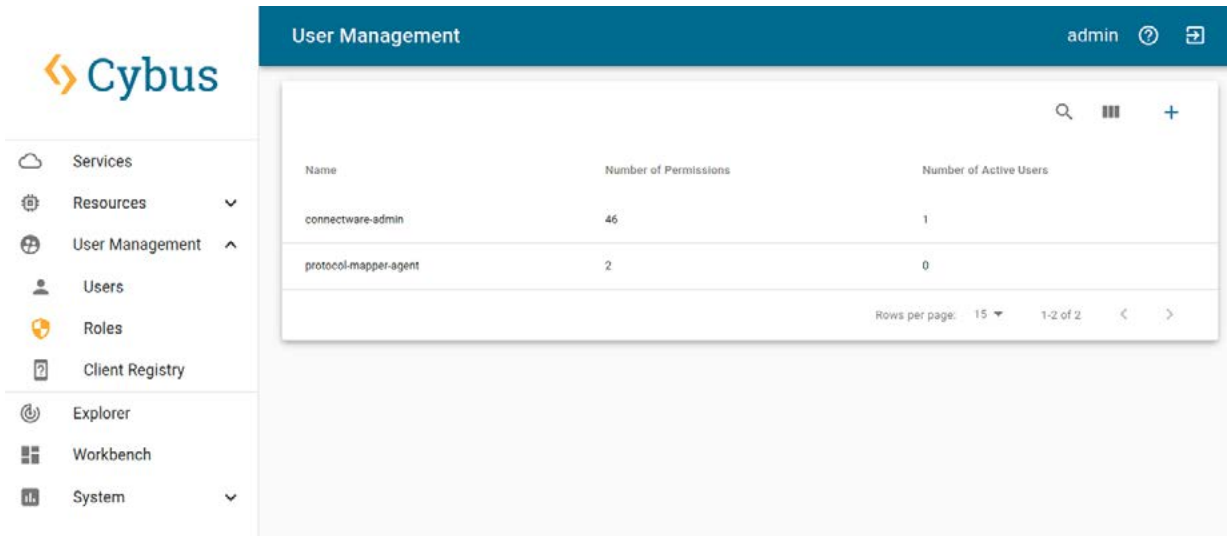 Cybus
User Management admin
Services
Resources
User Management
Users
Roles
Client Registry
Explorer
Workbench
System
Name Number of Permissions Number of Active Users
connectware-admin 46 1
protocol-mapper-agent 2 0
Rows per page: 15 1-2 of 2